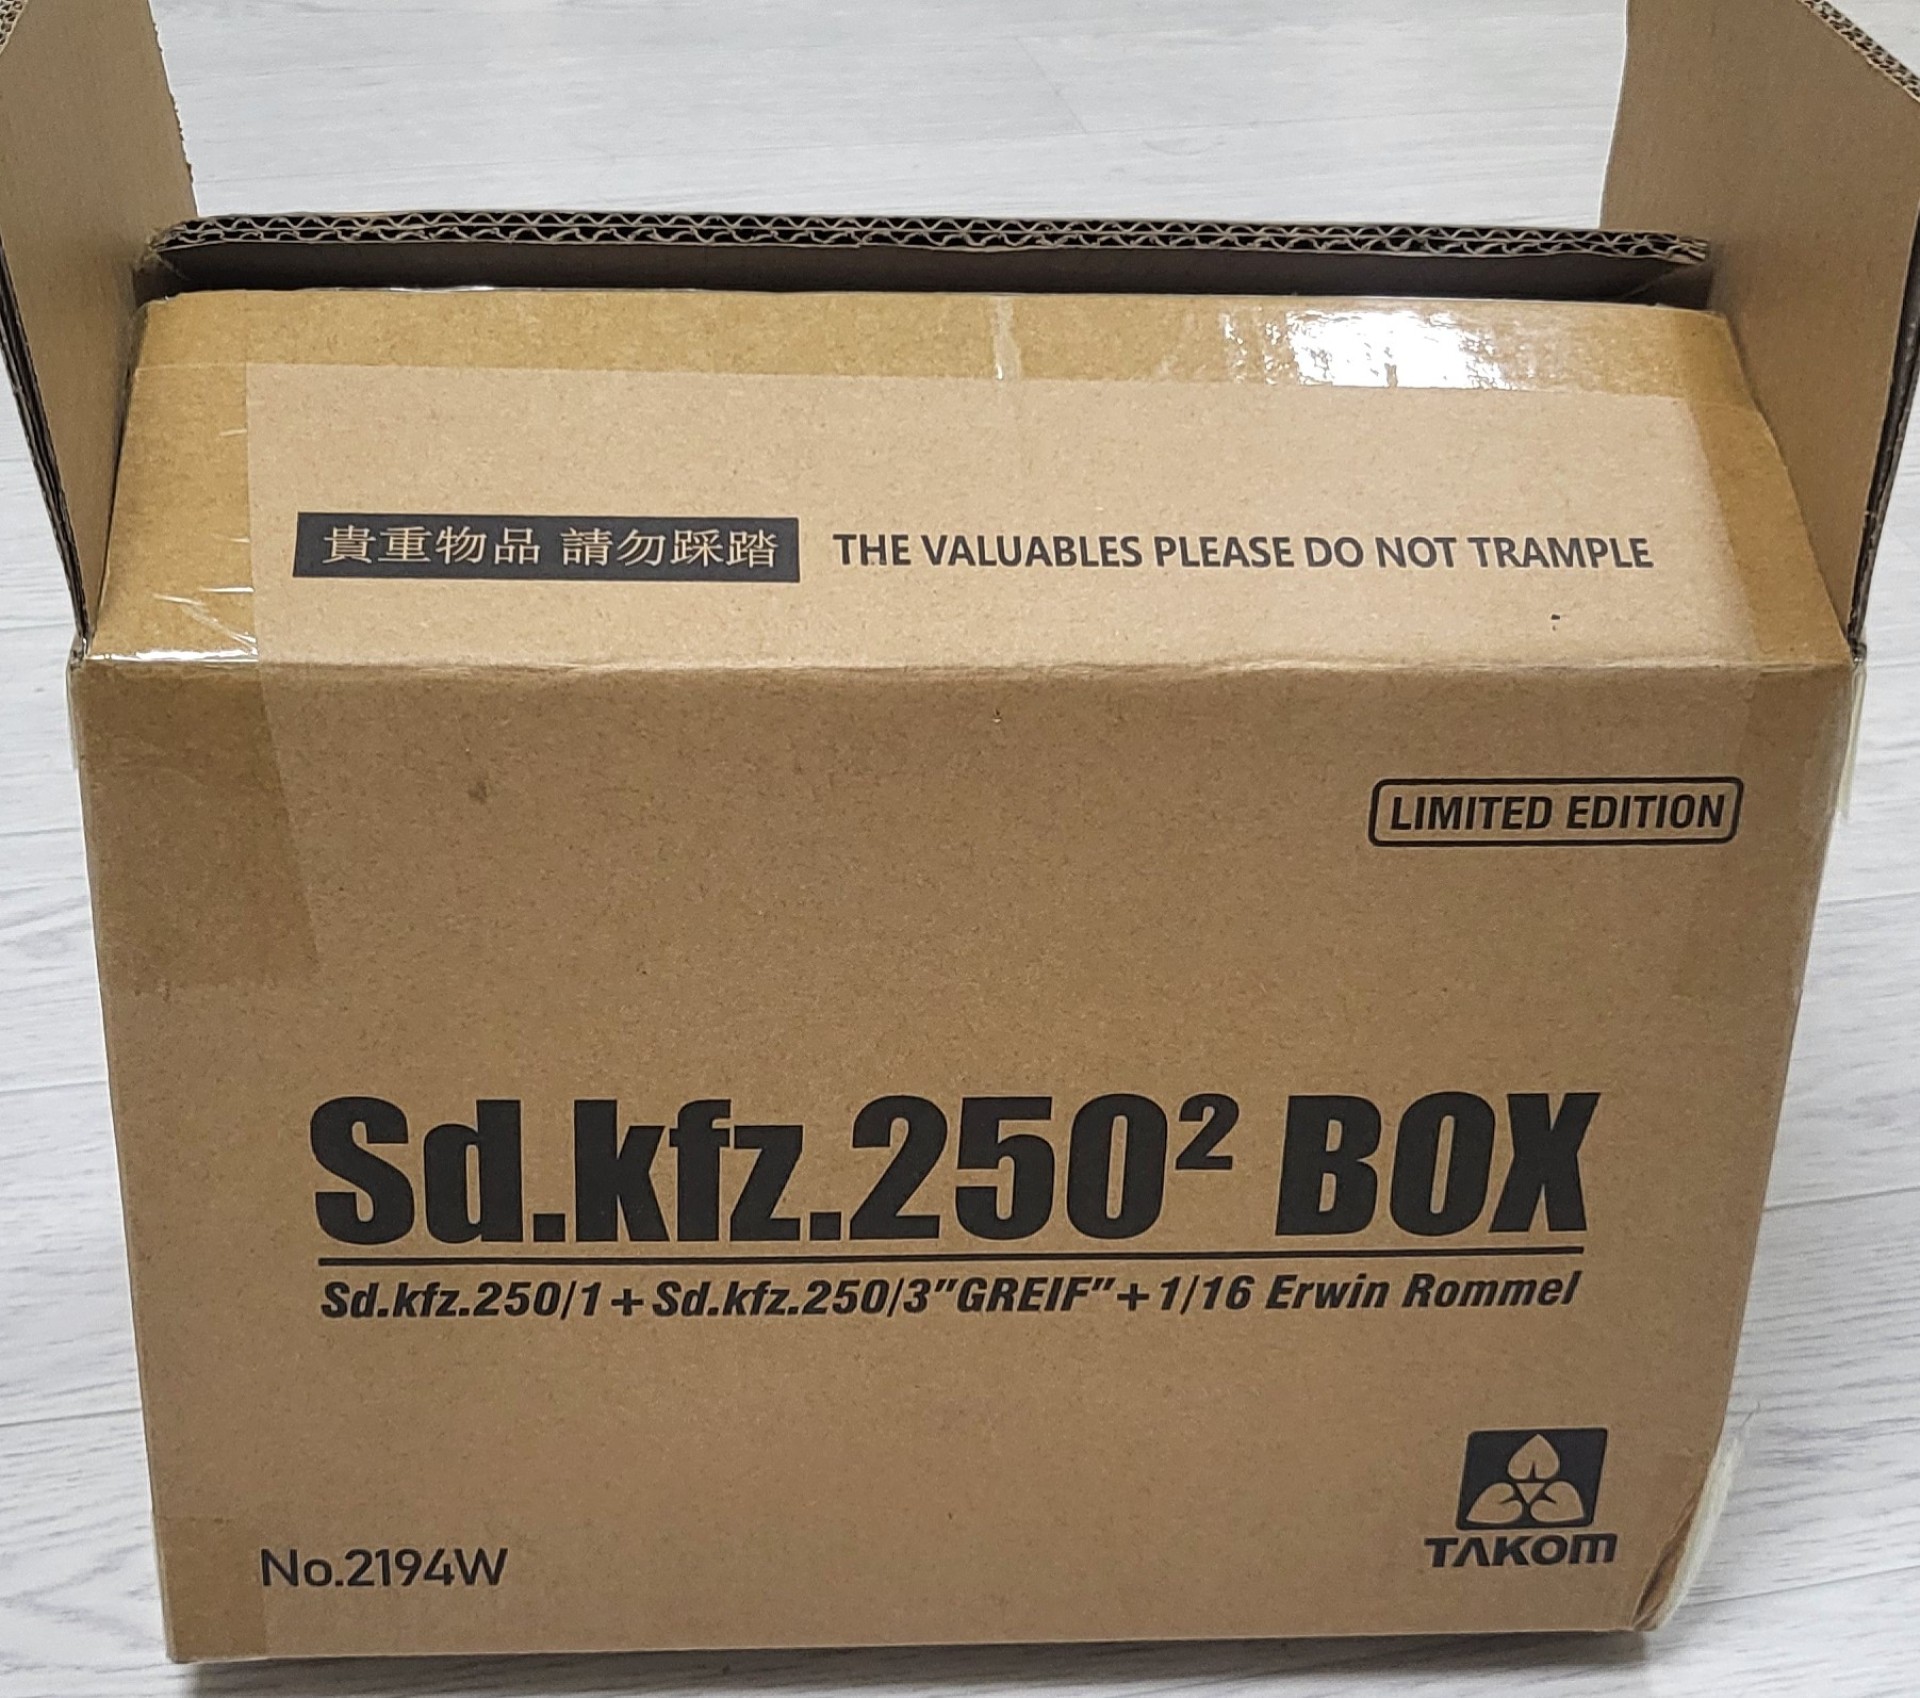 貴重物品 請勿踩踏 THE VALUABLES PLEASE DO NOT TRAMPLE
LIMITED EDITION
Sd.kfz.250² BOX
Sd.kfz.250/1+Sd.kfz.250/3"GREIF"+1/16 Erwin Rommel
TAKOM
No.2194W